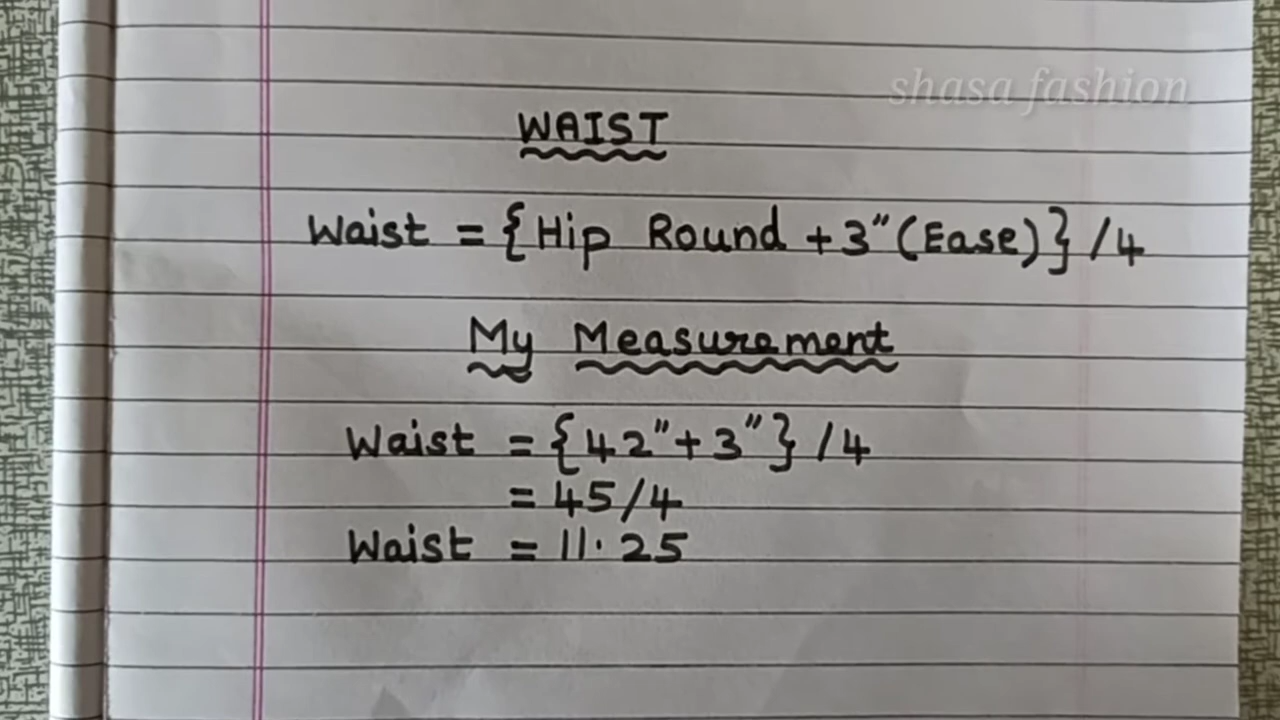 shasa fashion
WAIST
Waist = {Hip Round +3"(Ease)} /4
My Measurement
Waist = {42"+3"} /4
= 45/4
Waist = 11.25